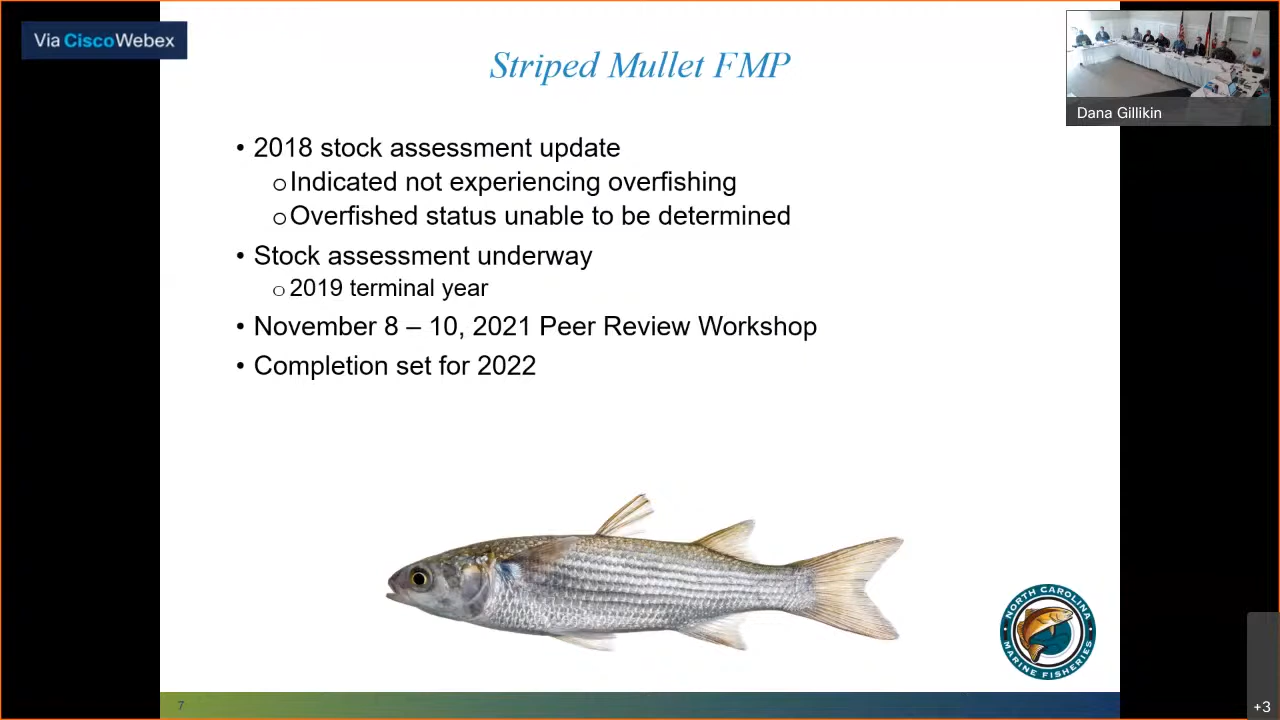 Via CiscoWebex
Striped Mullet FMP
Dana Gillikin
• 2018 stock assessment update
o Indicated not experiencing overfishing
o Overfished status unable to be determined
• Stock assessment underway
o 2019 terminal year
• November 8 – 10, 2021 Peer Review Workshop
• Completion set for 2022
NORTH CAROLINA
MARINE FISHERIES
7
+3